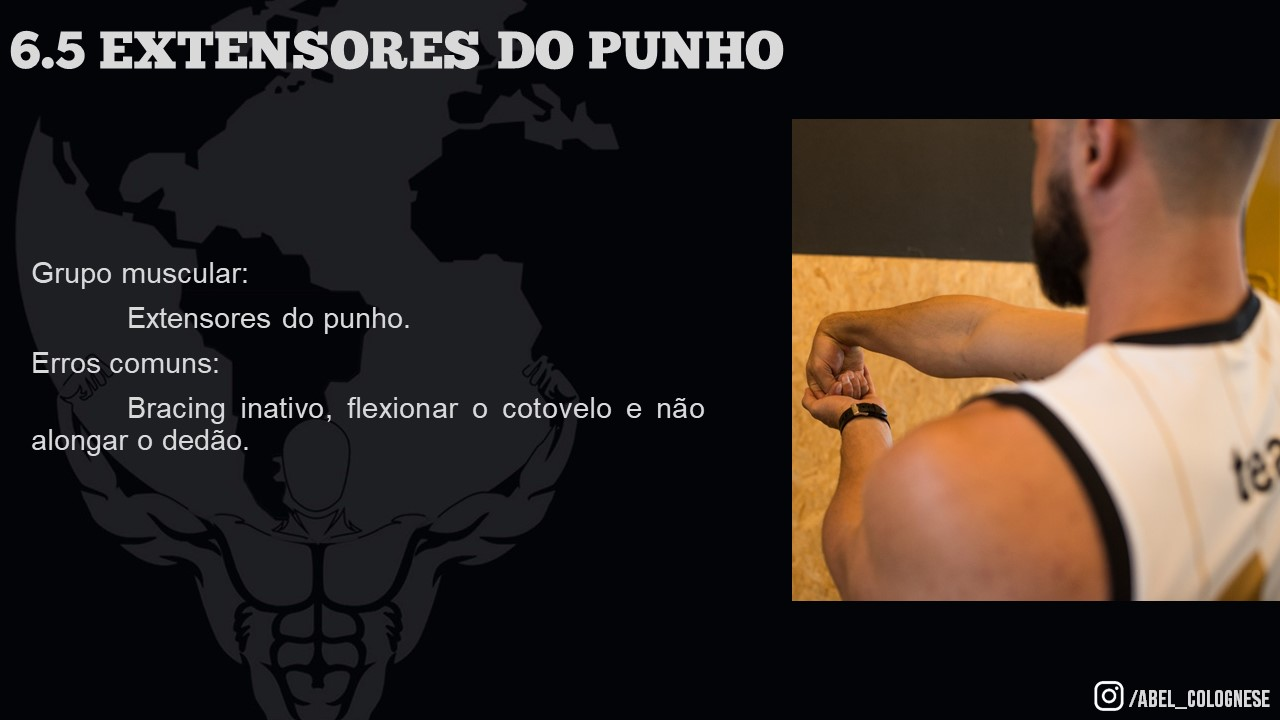 6.5 EXTENSORES DO PUNHO
Grupo muscular:
Extensores do punho.
Erros comuns:
Bracing inativo, flexionar o cotovelo e não
alongar o dedão.
/ABEL_COLOGNESE